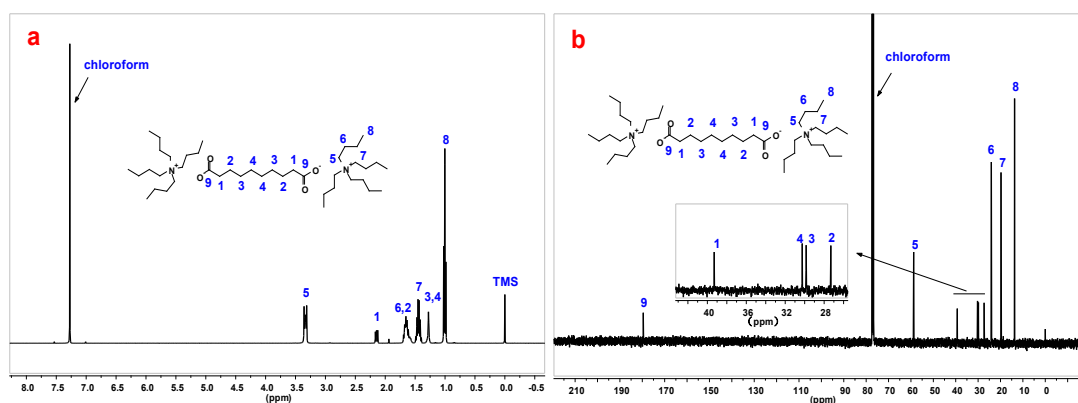 a
chloroform
8
6
2 4 3 1 9 O⁻ 5 7
O N⁺
N⁺
O 9 1 3 4 2 O
8
5
1
6,2
7
3,4
TMS
8.0 7.5 7.0 6.5 6.0 5.5 5.0 4.5 4.0 3.5 3.0 2.5 2.0 1.5 1.0 0.5 0.0 -0.5
(ppm)
b
chloroform
8
6
2 4 3 1 9 O⁻ 5 7
O N⁺
N⁺
O 9 1 3 4 2 O
8
6
7
5
9
1
4 3 2
40 36 32 28
(ppm)
210 190 170 150 130 110 90 80 70 60 50 40 30 20 10 0
(ppm)